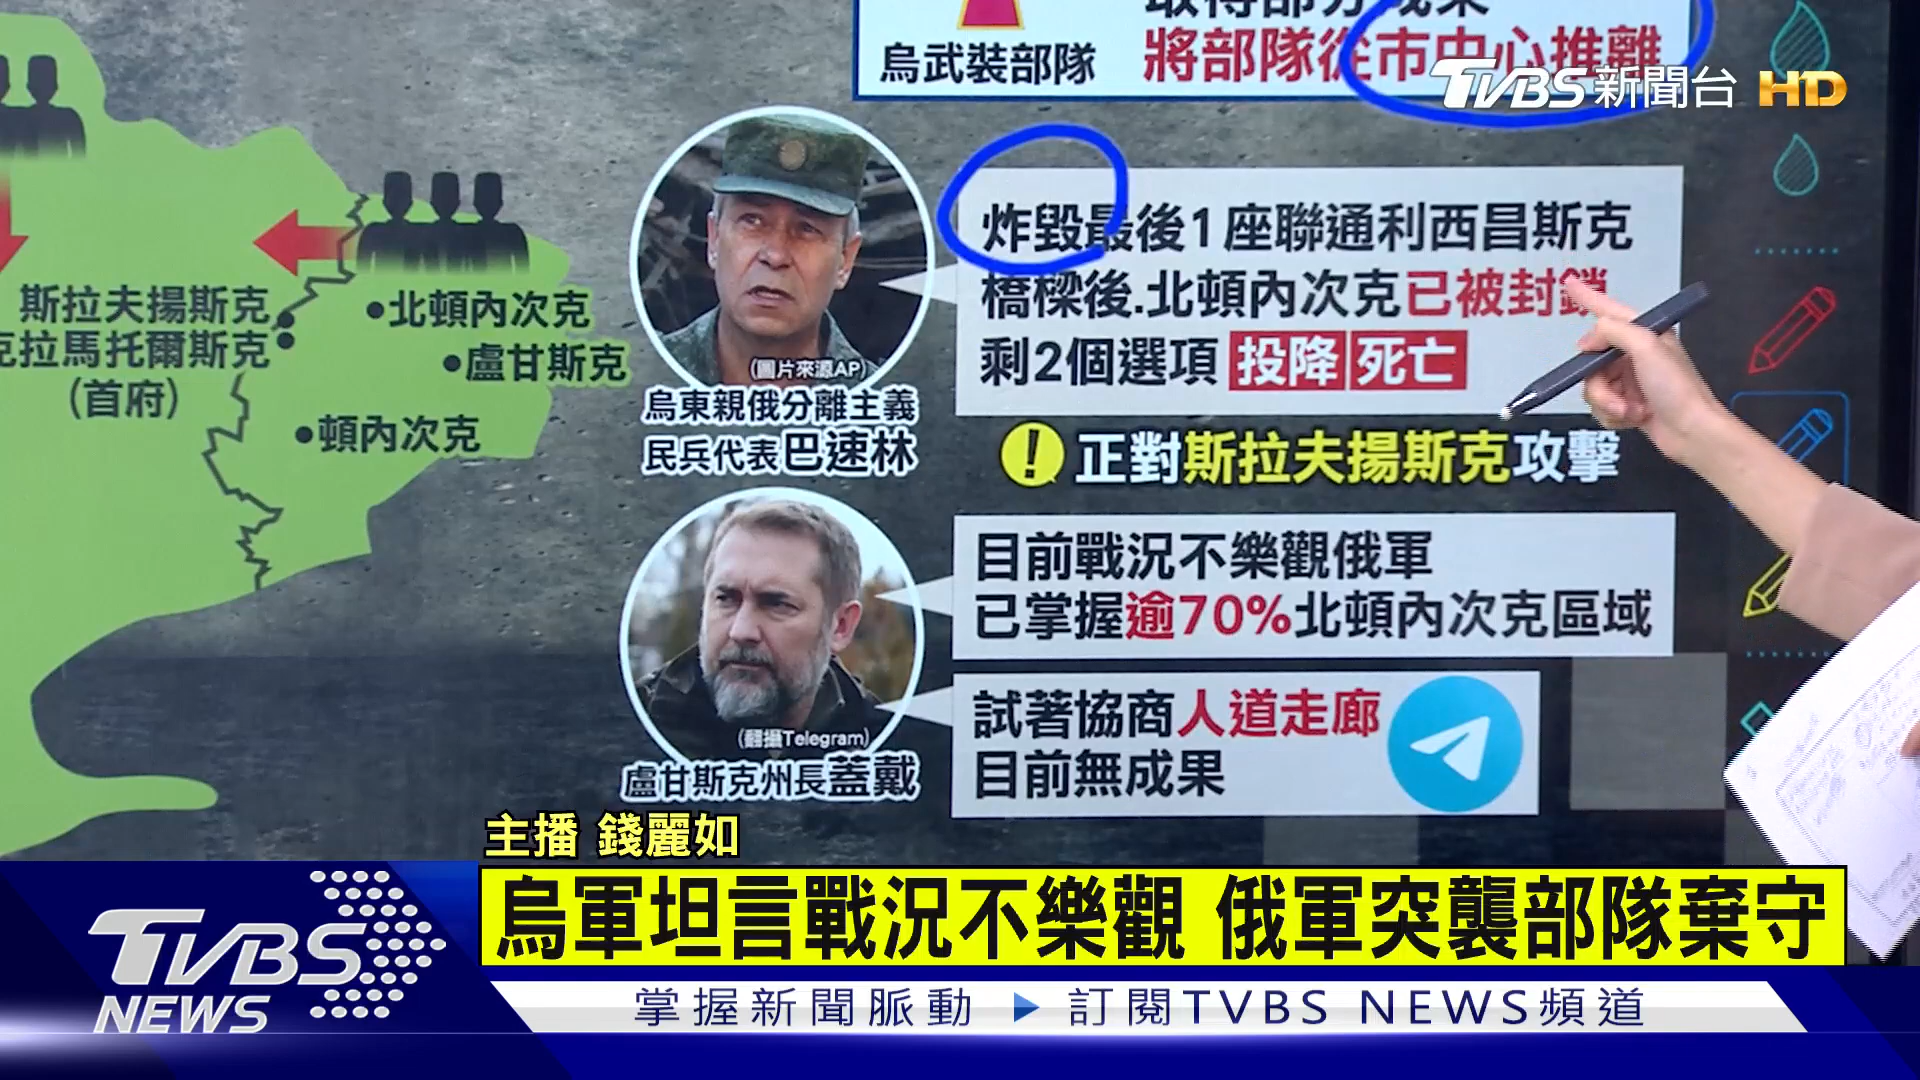 烏武裝部隊
將部隊從市中心推離
TVBS新聞台 HD
炸毀最後1座聯通利西昌斯克
橋樑後.北頓內次克已被封鎖
剩2個選項 投降 死亡
斯拉夫揚斯克
克拉馬托爾斯克
(首府)
•北頓內次克
•盧甘斯克
•頓內次克
(圖片來源AP)
烏東親俄分離主義
民兵代表巴速林
! 正對斯拉夫揚斯克攻擊
目前戰況不樂觀俄軍
已掌握逾70%北頓內次克區域
試著協商人道走廊
目前無成果
(翻攝Telegram)
盧甘斯克州長蓋戴
主播 錢麗如
烏軍坦言戰況不樂觀 俄軍突襲部隊棄守
TVBS
NEWS
掌握新聞脈動 ▶ 訂閱TVBS NEWS頻道